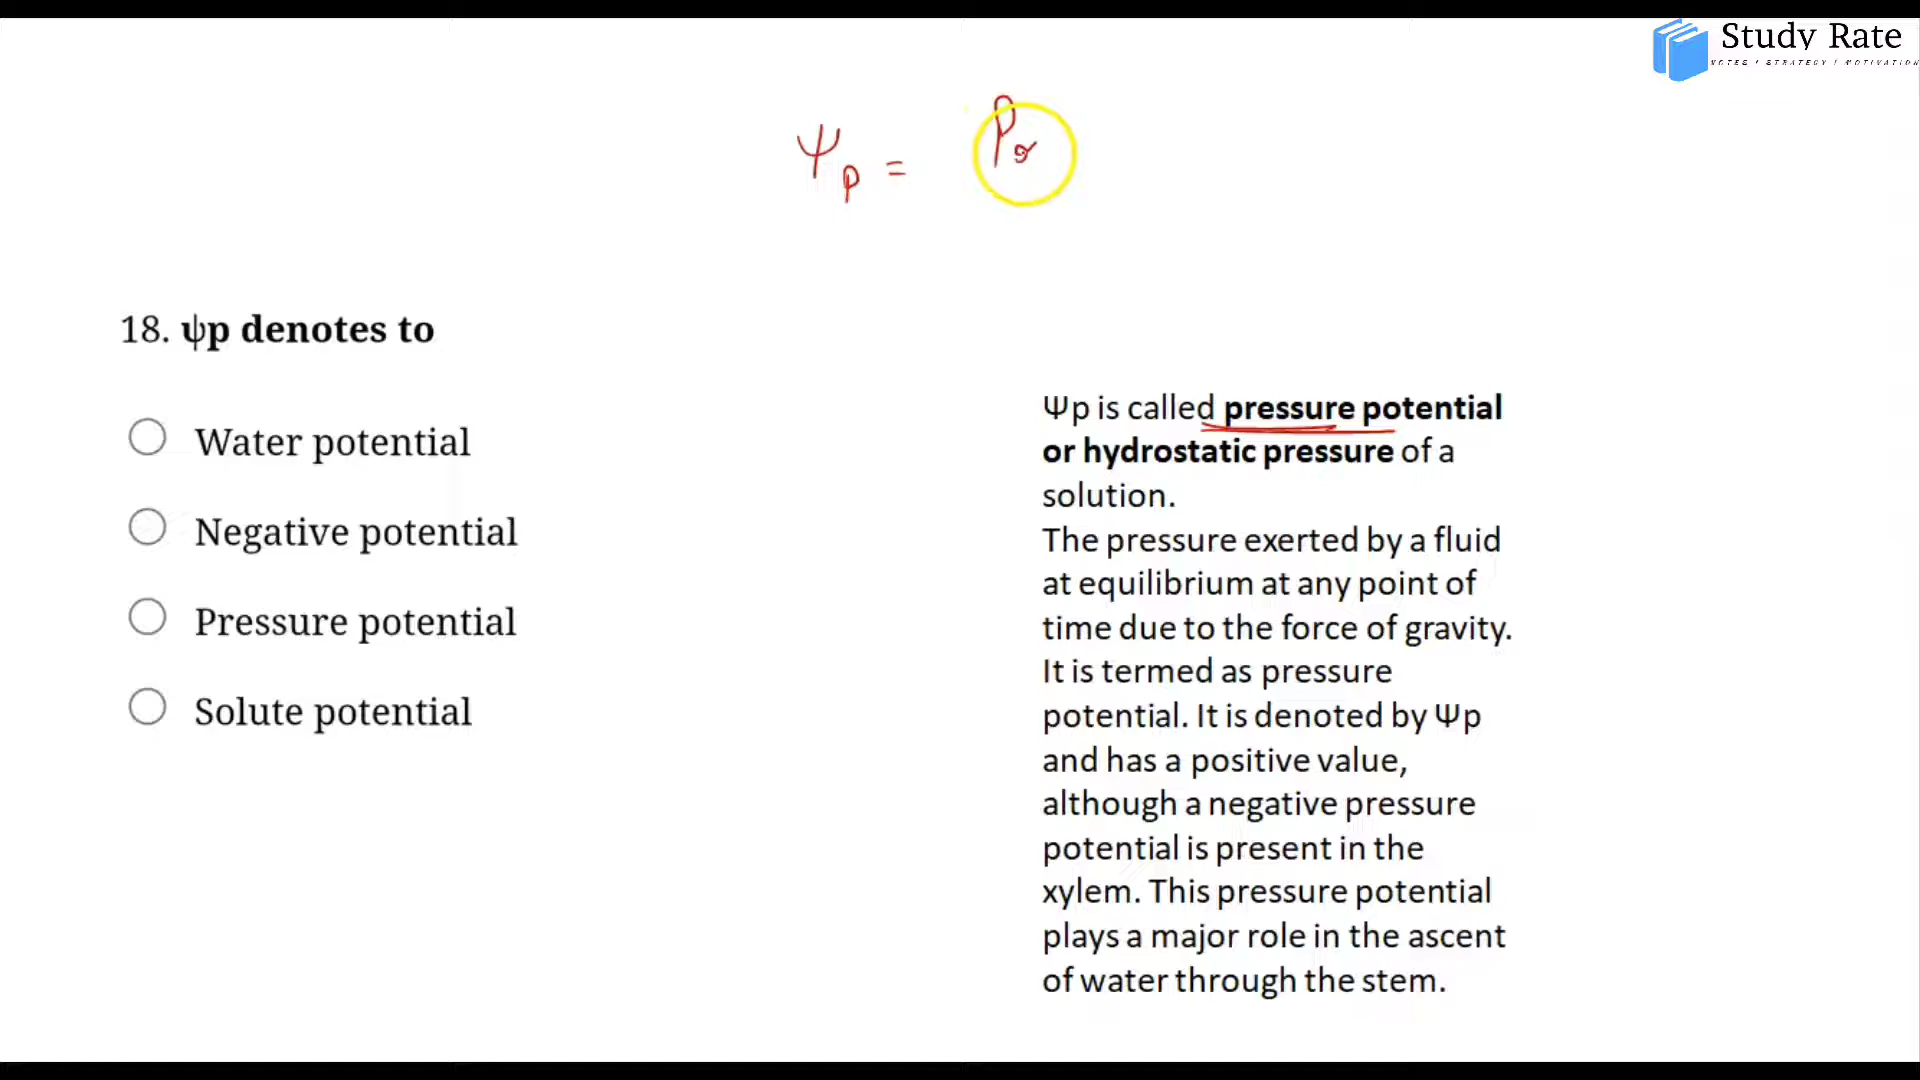 Study Rate
NOTES / STRATEGY / MOTIVATION
Ψp = Pr
18. ψp denotes to
Water potential
Negative potential
Pressure potential
Solute potential
Ψp is called pressure potential
or hydrostatic pressure of a
solution.
The pressure exerted by a fluid
at equilibrium at any point of
time due to the force of gravity.
It is termed as pressure
potential. It is denoted by Ψp
and has a positive value,
although a negative pressure
potential is present in the
xylem. This pressure potential
plays a major role in the ascent
of water through the stem.